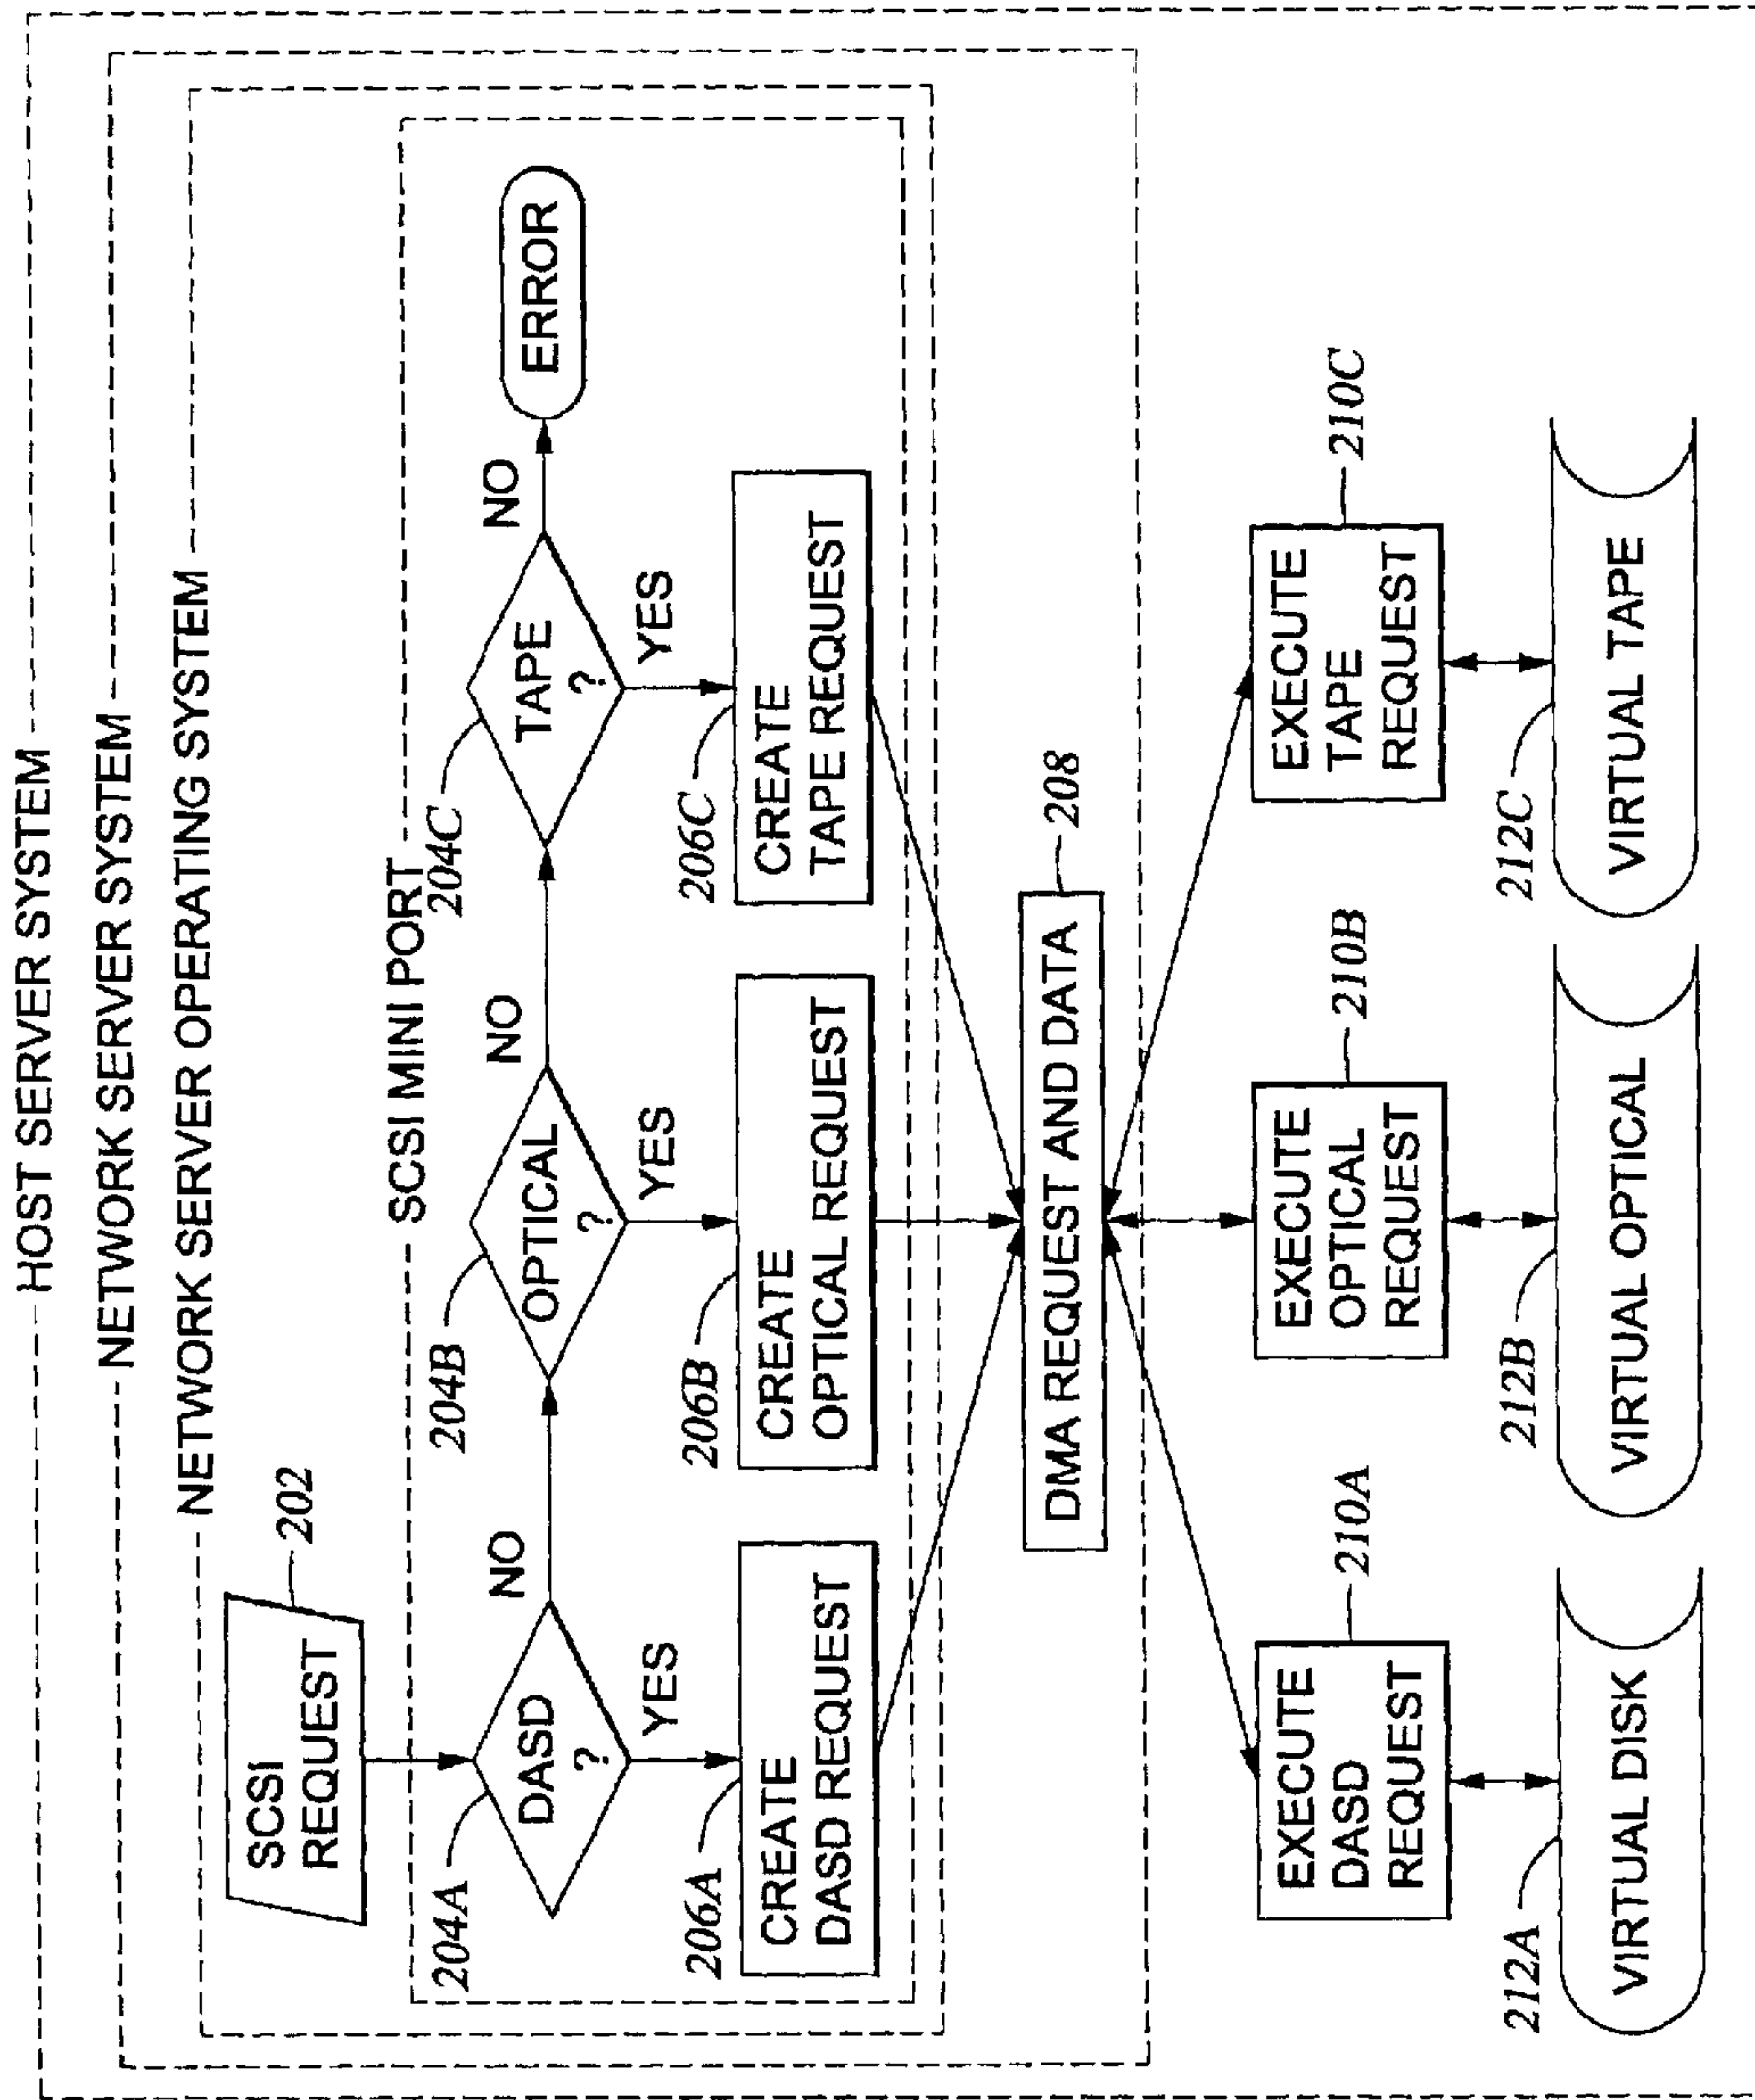 HOST SERVER SYSTEM
NETWORK SERVER SYSTEM
NETWORK SERVER OPERATING SYSTEM
SCSI
REQUEST
202
SCSI MINI PORT
204A
DASD
?
NO
YES
204B
OPTICAL
?
NO
YES
204C
TAPE
?
NO
YES
ERROR
206A
CREATE
DASD REQUEST
206B
CREATE
OPTICAL REQUEST
206C
CREATE
TAPE REQUEST
DMA REQUEST AND DATA
208
EXECUTE
DASD
REQUEST
210A
EXECUTE
OPTICAL
REQUEST
210B
EXECUTE
TAPE
REQUEST
210C
212A
VIRTUAL DISK
212B
VIRTUAL OPTICAL
212C
VIRTUAL TAPE